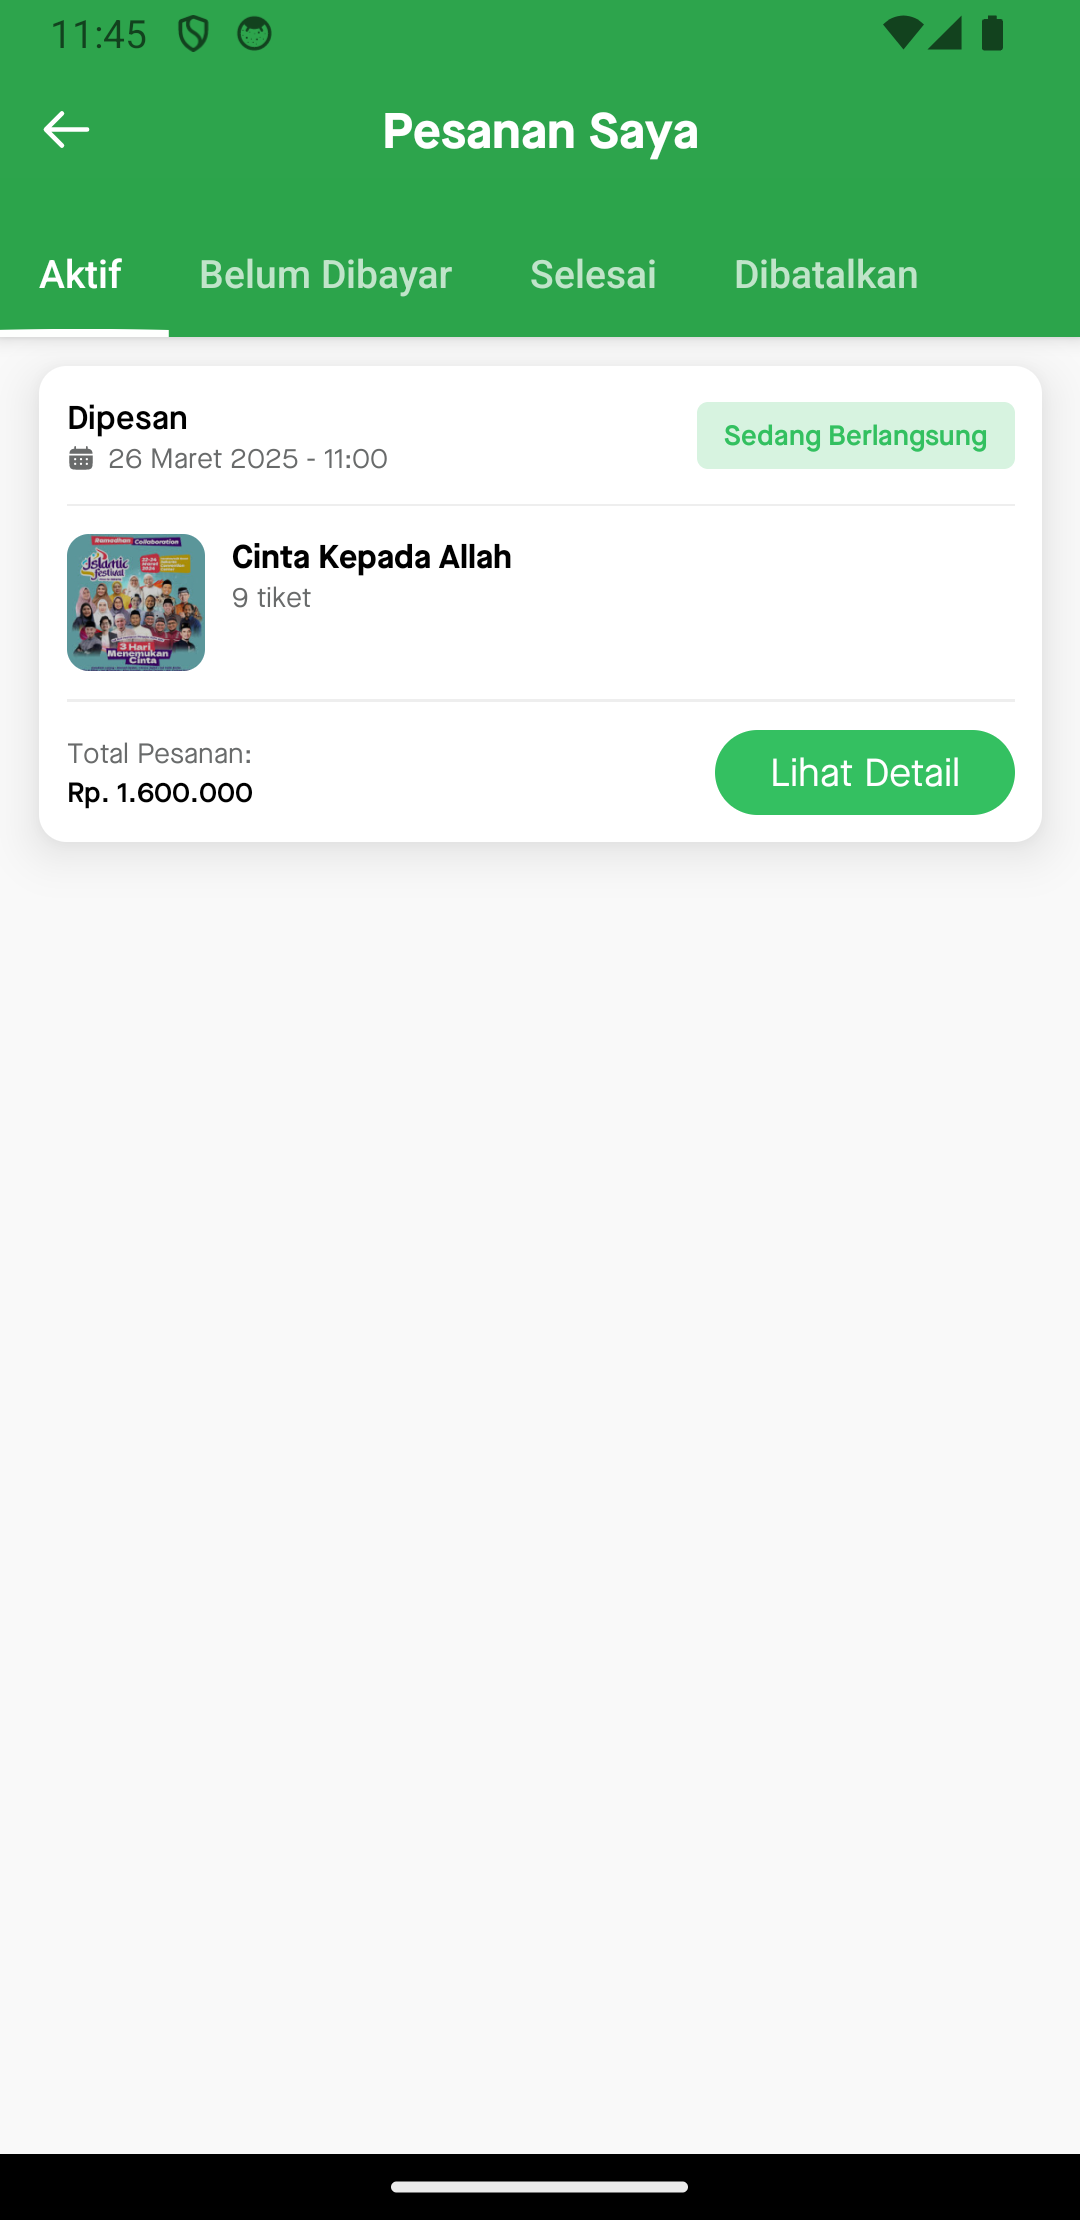 11:45
Pesanan Saya
Aktif
Belum Dibayar
Selesai
Dibatalkan
Dipesan
26 Maret 2025 - 11:00
Sedang Berlangsung
Ramadhan Collaboration
Islamic
festival
3 Hari
Menemukan
Cinta
Cinta Kepada Allah
9 tiket
Total Pesanan:
Rp. 1.600.000
Lihat Detail